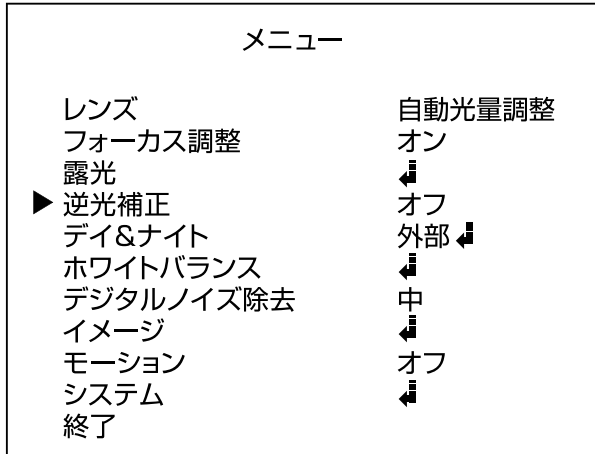 メニュー
レンズ 自動光量調整
フォーカス調整 オン
露光 ↲
▶ 逆光補正 オフ
デイ&ナイト 外部 ↲
ホワイトバランス ↲
デジタルノイズ除去 中
イメージ ↲
モーション オフ
システム ↲
終了